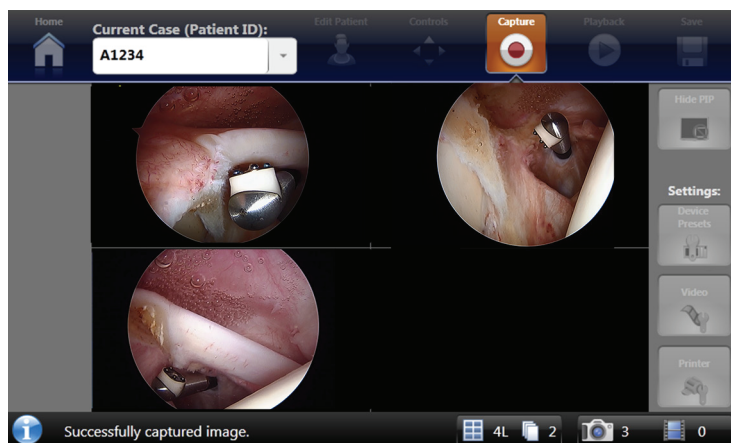 Home
Current Case (Patient ID):
A1234
Edit Patient
Controls
Capture
Playback
Save
Hide PIP
Settings:
Device
Presets
Video
Printer
Successfully captured image.
4L
2
3
0